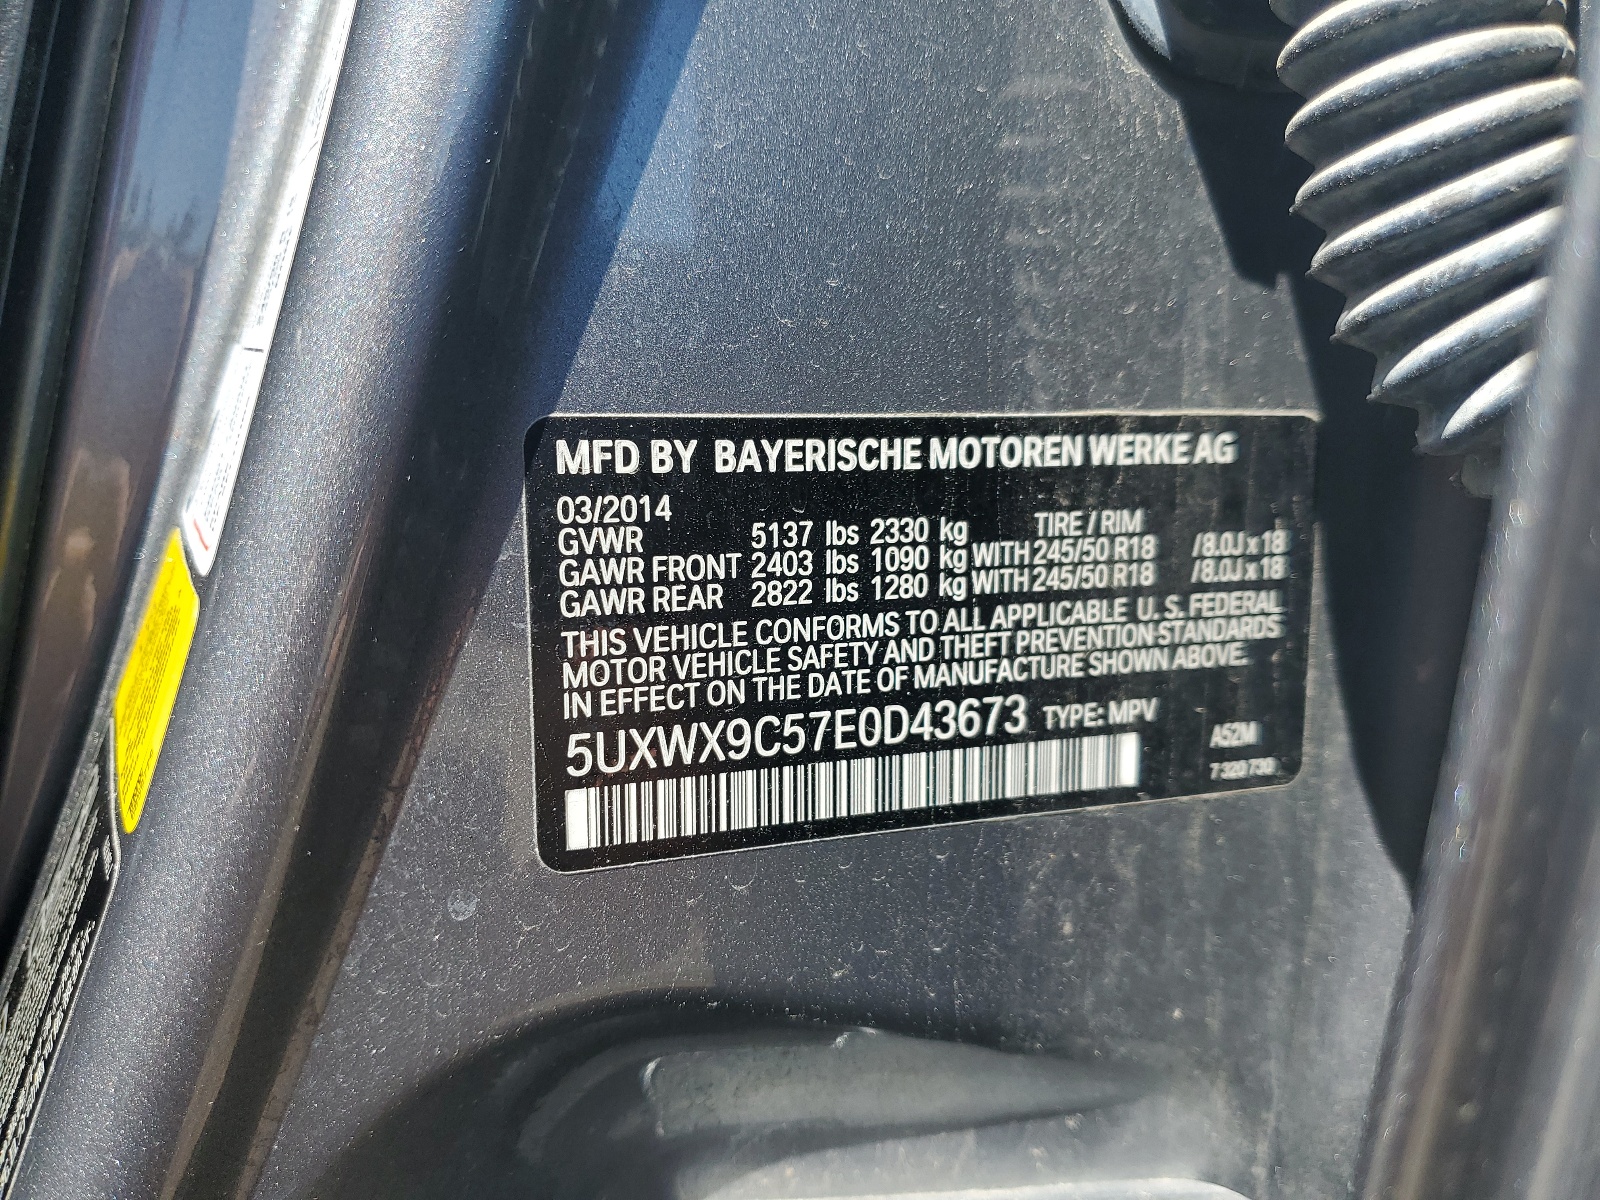 MFD BY BAYERISCHE MOTOREN WERKE AG
03/2014
TIRE / RIM
GVWR 5137 lbs 2330 kg
GAWR FRONT 2403 lbs 1090 kg WITH 245/50 R18 /8.0J x 18
GAWR REAR 2822 lbs 1280 kg WITH 245/50 R18 /8.0J x 18
THIS VEHICLE CONFORMS TO ALL APPLICABLE U. S. FEDERAL
MOTOR VEHICLE SAFETY AND THEFT PREVENTION STANDARDS
IN EFFECT ON THE DATE OF MANUFACTURE SHOWN ABOVE.
5UXWX9C57E0D43673 TYPE: MPV
A52M
7 320 730